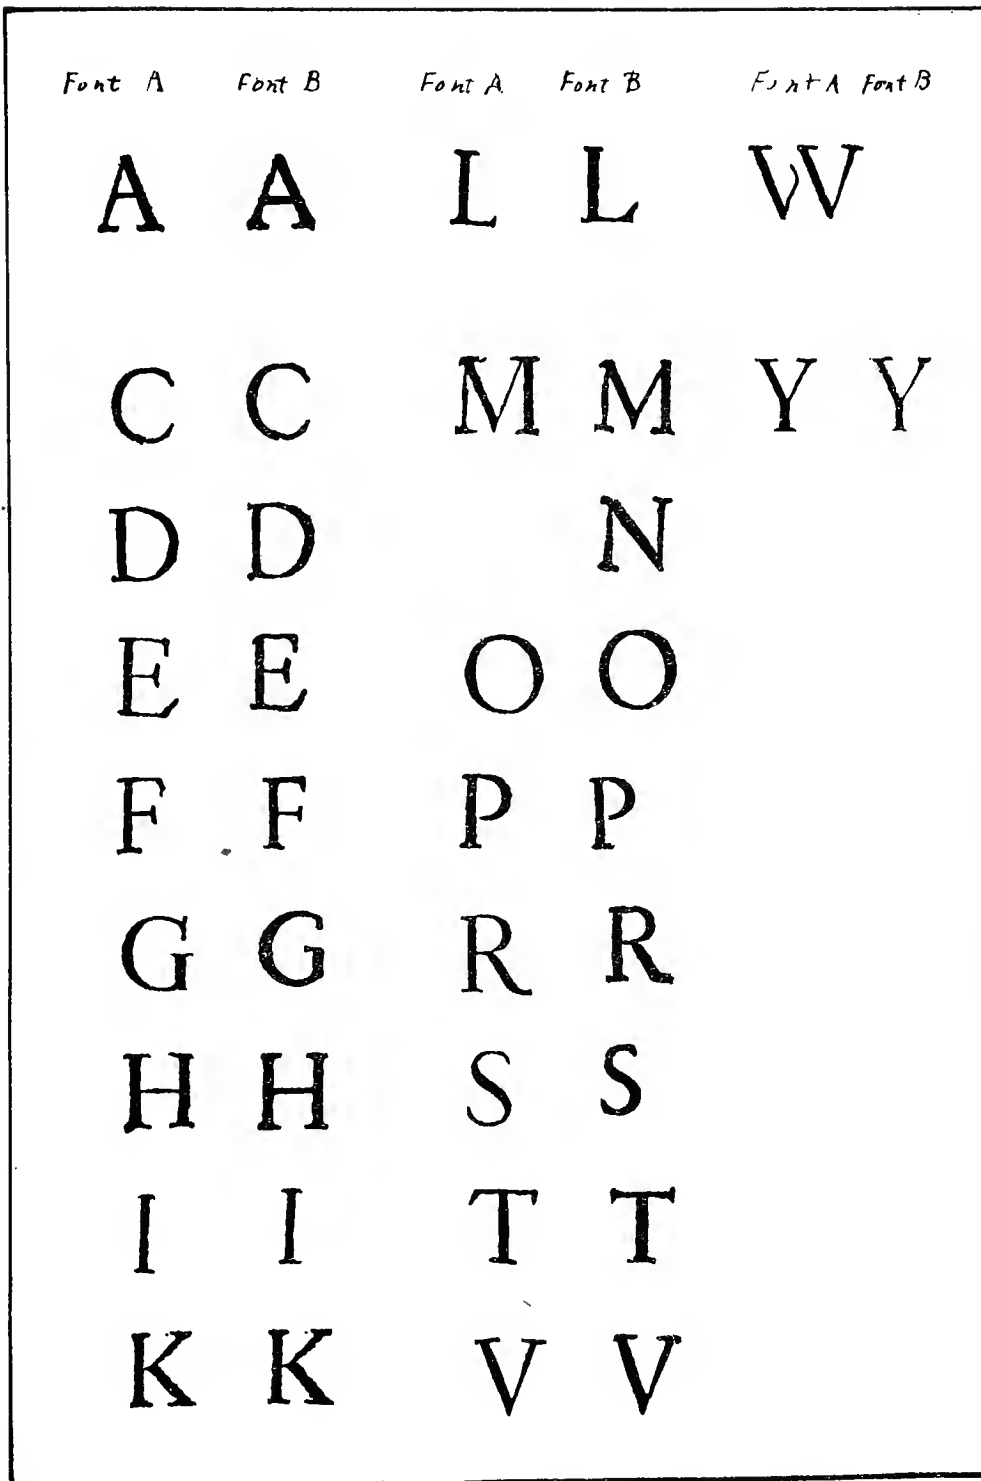 Font A Font B Font A Font B Font A Font B
A A L L W
C C M M Y Y
D D N
E E O O
F F P P
G G R R
H H S S
I I T T
K K V V